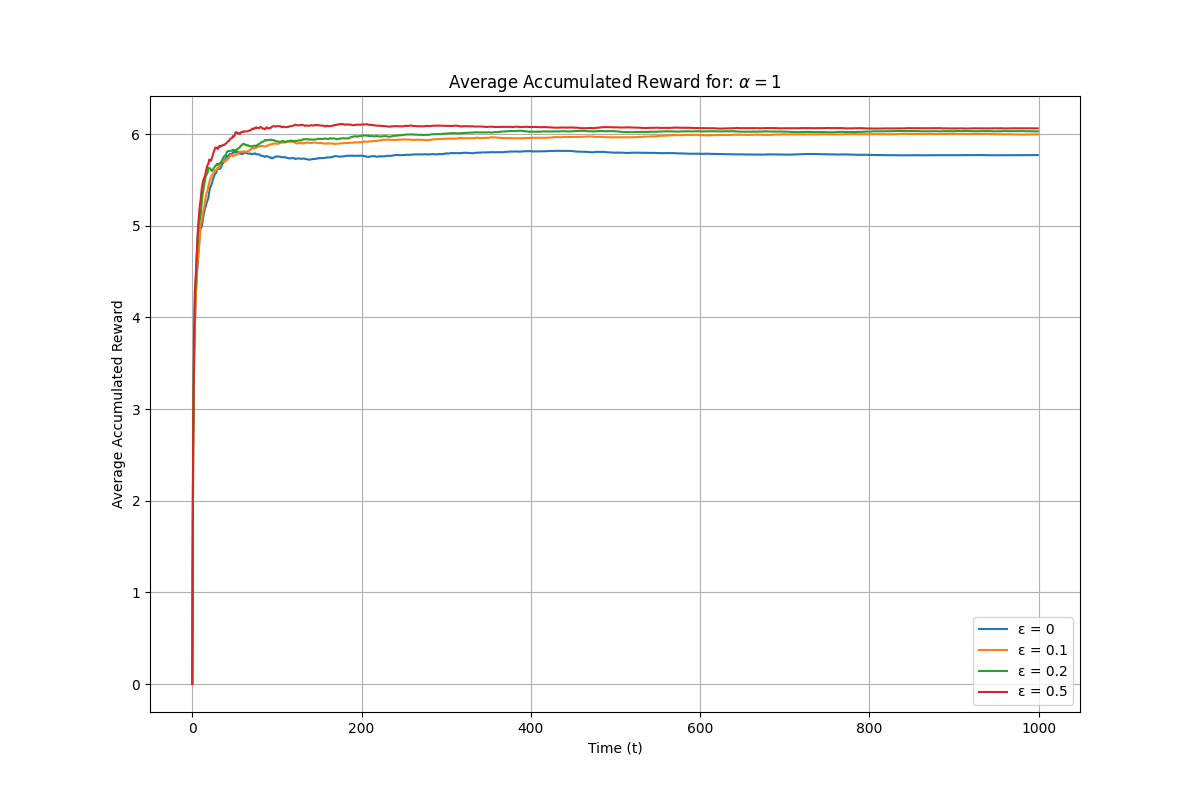 Average Accumulated Reward for: α = 1
Average Accumulated Reward
6
5
4
3
2
1
0
0 200 400 600 800 1000
Time (t)
ε = 0
ε = 0.1
ε = 0.2
ε = 0.5